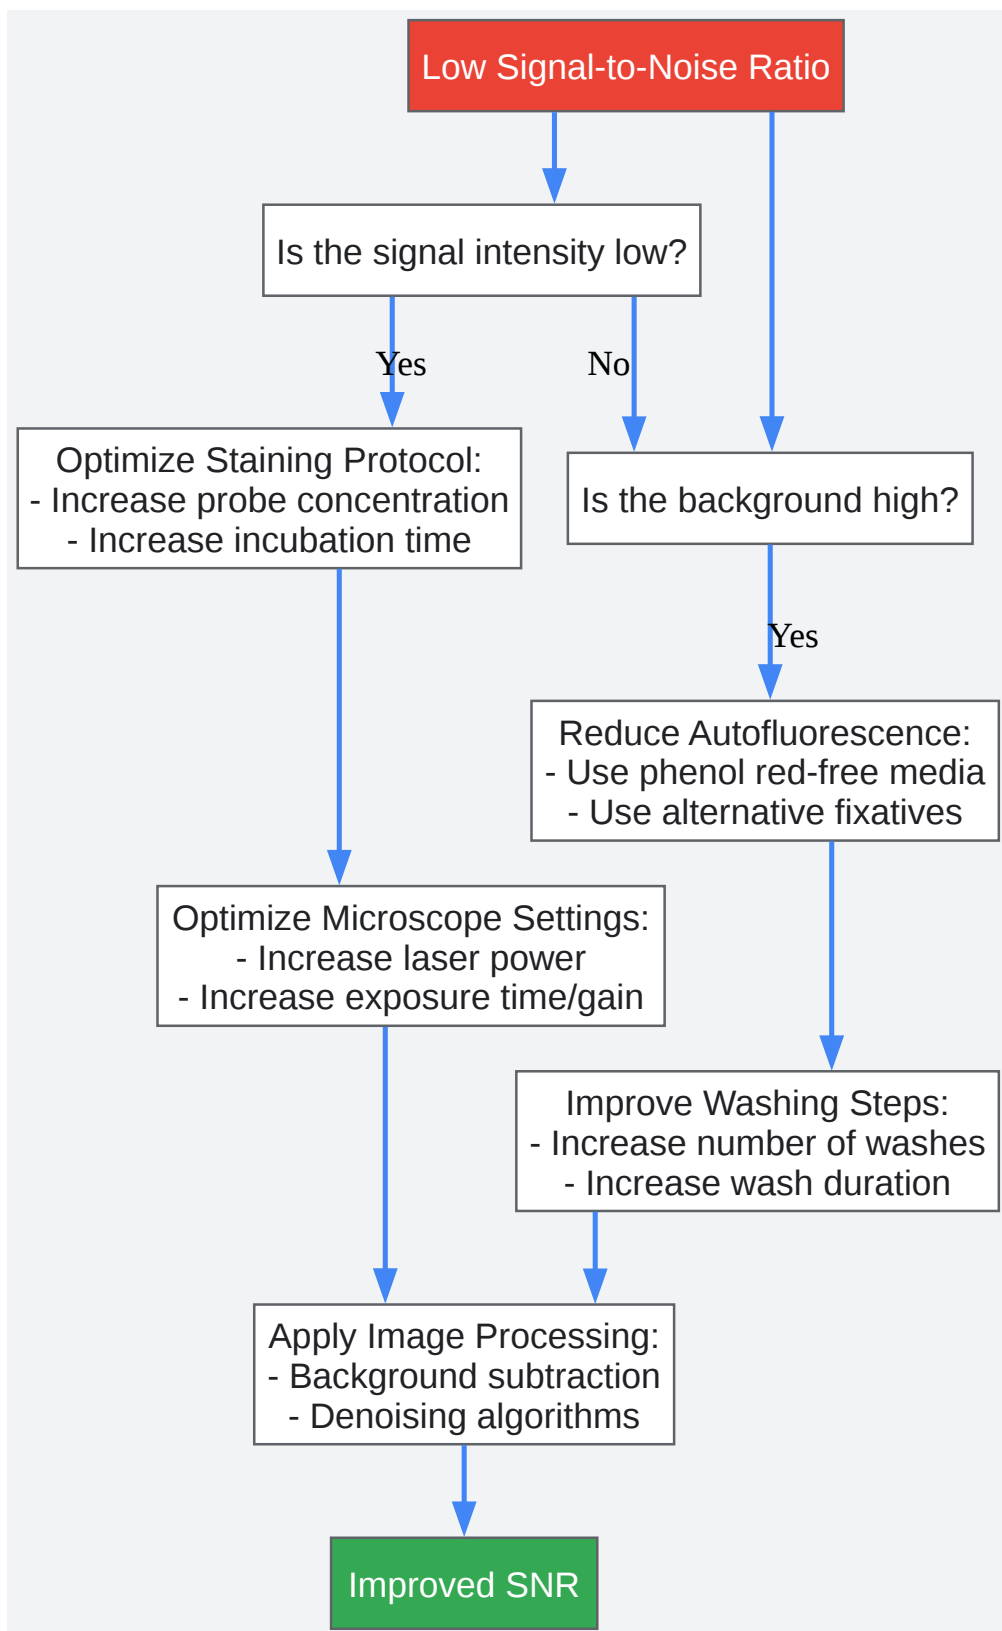 Low Signal-to-Noise Ratio
Is the signal intensity low?
Yes
No
Optimize Staining Protocol:
- Increase probe concentration
- Increase incubation time
Is the background high?
Yes
Reduce Autofluorescence:
- Use phenol red-free media
- Use alternative fixatives
Optimize Microscope Settings:
- Increase laser power
- Increase exposure time/gain
Improve Washing Steps:
- Increase number of washes
- Increase wash duration
Apply Image Processing:
- Background subtraction
- Denoising algorithms
Improved SNR